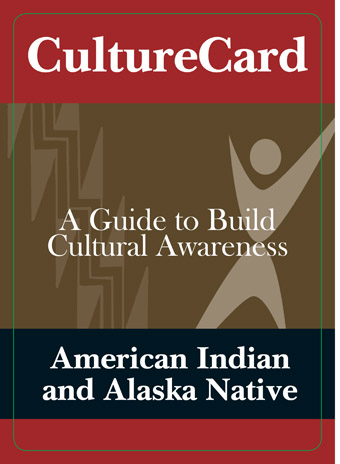 CultureCard
A Guide to Build
Cultural Awareness
American Indian
and Alaska Native